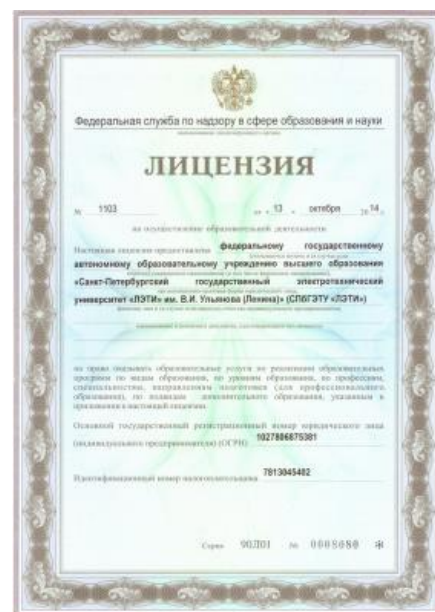 Федеральная служба по надзору в сфере образования и науки
наименование лицензирующего органа
ЛИЦЕНЗИЯ
№ 1103 от « 13 » октября 20 14 г.
на осуществление образовательной деятельности
Настоящая лицензия предоставлена федеральному государственному
автономному образовательному учреждению высшего образования
«Санкт-Петербургский государственный электротехнический
университет «ЛЭТИ» им. В.И. Ульянова (Ленина)» (СПбГЭТУ «ЛЭТИ»)
на право оказывать образовательные услуги по реализации образовательных
программ по видам образования, по уровням образования, по профессиям,
специальностям, направлениям подготовки (для профессионального
образования), по подвидам дополнительного образования, указанным в
приложении к настоящей лицензии.
Основной государственный регистрационный номер юридического лица
(индивидуального предпринимателя) (ОГРН) 1027806875381
Идентификационный номер налогоплательщика 7813045402
Серия 90Л01 № 0008080 *